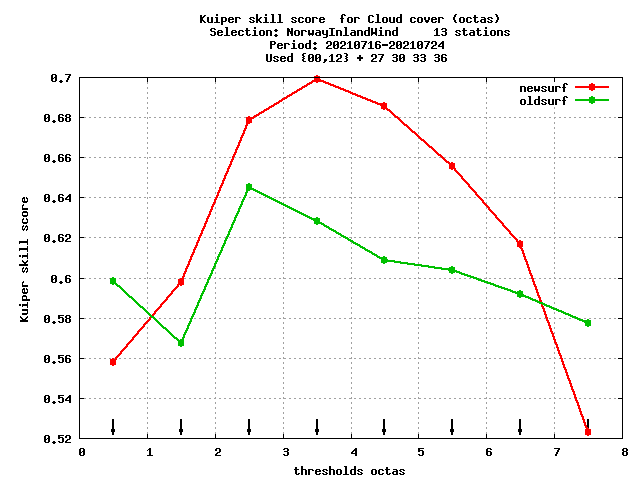 Kuiper skill score  for Cloud cover (octas)
Selection: NorwayInlandWind     13 stations
Period: 20210716-20210724
Used {00,12} + 27 30 33 36
newsurf
oldsurf
0.7
0.68
0.66
0.64
0.62
0.6
0.58
0.56
0.54
0.52
Kuiper skill score
0 1 2 3 4 5 6 7 8
thresholds octas